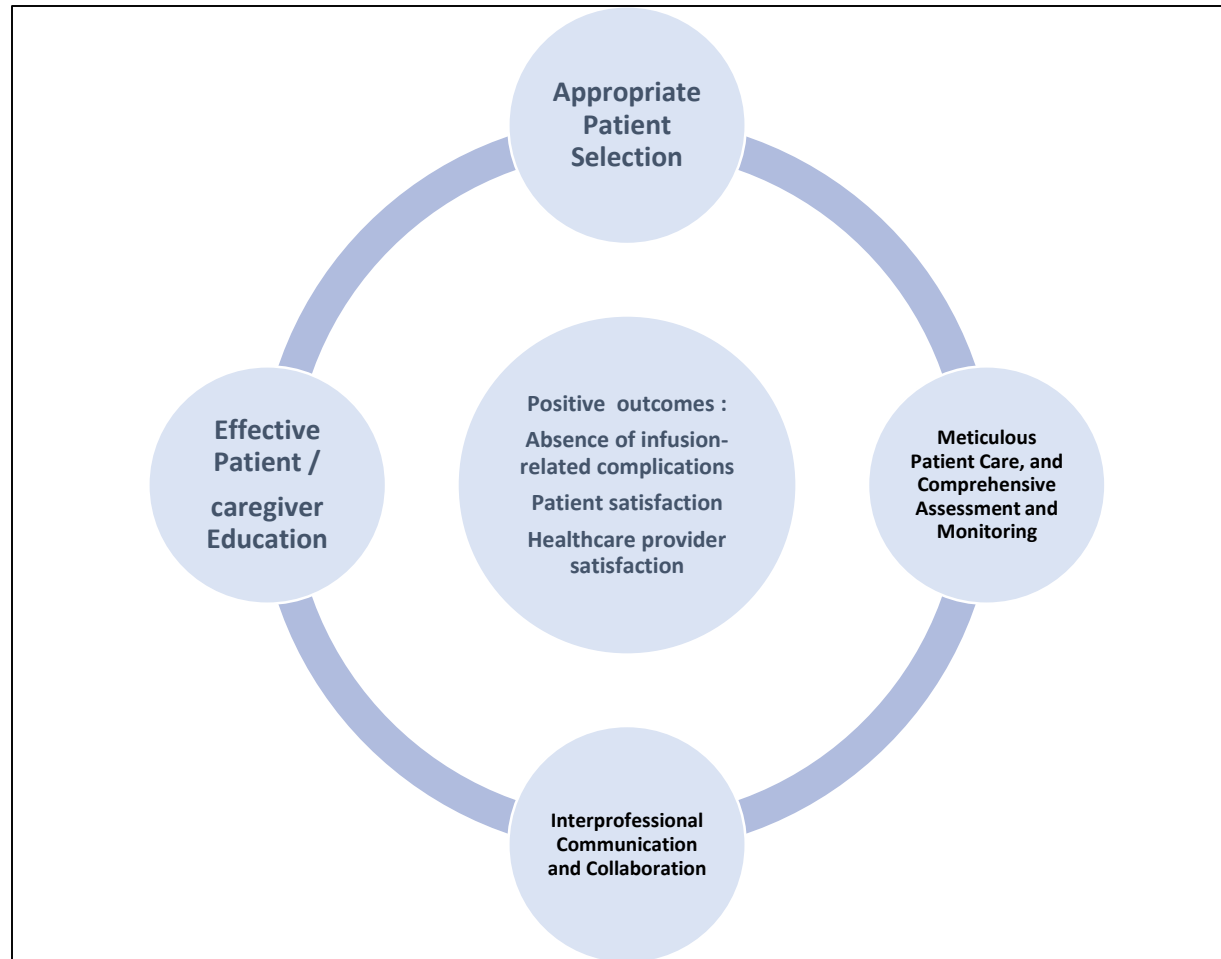 Appropriate
Patient
Selection
Effective
Patient /
caregiver
Education
Positive outcomes :
Absence of infusion-
related complications
Patient satisfaction
Healthcare provider
satisfaction
Meticulous
Patient Care, and
Comprehensive
Assessment and
Monitoring
Interprofessional
Communication
and Collaboration